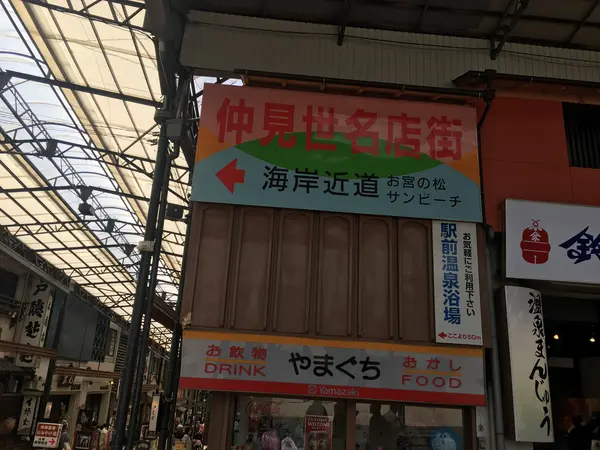 仲見世名店街
海岸近道
お宮の松
サンビーチ
お気軽にご利用下さい
駅前温泉浴場
ここより50m
お飲物
DRINK
やまぐち
おかし
FOOD
Yamazaki
鈴
温泉まんじゅう